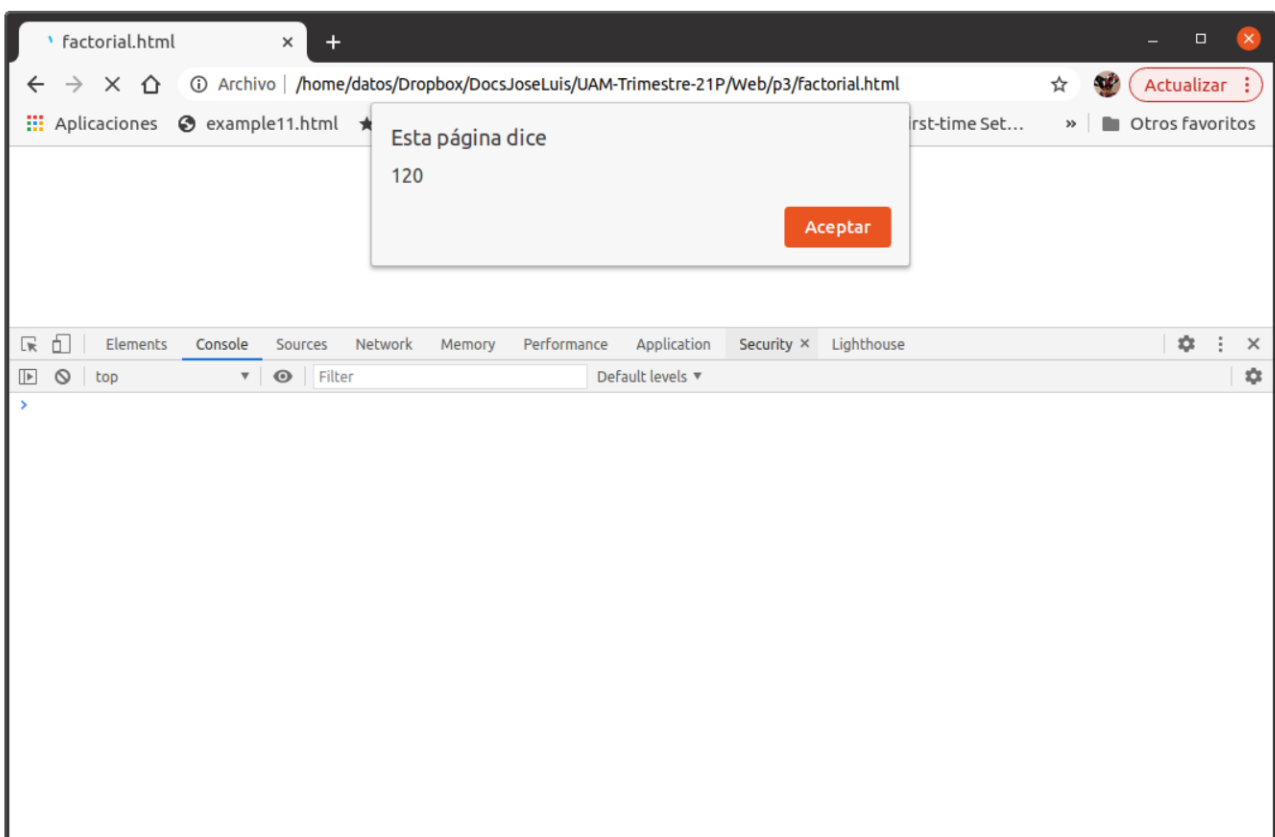 factorial.html
Archivo | /home/datos/Dropbox/DocsJoseLuis/UAM-Trimestre-21P/Web/p3/factorial.html
Actualizar
Aplicaciones example11.html irst-time Set... » Otros favoritos
Esta página dice
120
Aceptar
Elements Console Sources Network Memory Performance Application Security × Lighthouse
top Filter Default levels ▼
>